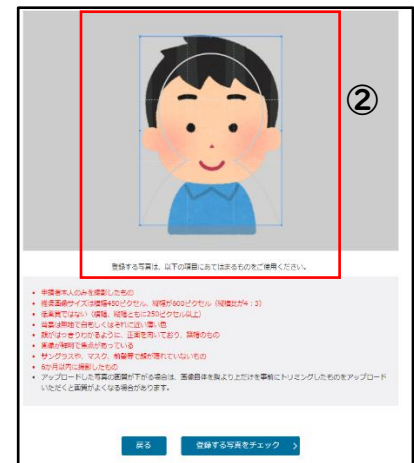 ②
登録する写真は、以下の項目にあてはまるものをご使用ください。
• 申請者本人のみを撮影したもの
• 推奨画像サイズは横幅450ピクセル、縦幅が600ピクセル（縦横比が4：3）
• 低画質ではない（横幅、縦幅ともに250ピクセル以上）
• 背景は無地で白もしくはそれに近い薄い色
• 顔がはっきりわかるように、正面を向いており、無帽のもの
• 画像が鮮明で焦点があっている
• サングラスや、マスク、前髪等で顔が隠れていないもの
• 6か月以内に撮影したもの
• アップロードした写真の画質が下がる場合は、画像自体を胸より上だけを事前にトリミングしたものをアップロード
いただくと画質がよくなる場合があります。
戻る
登録する写真をチェック